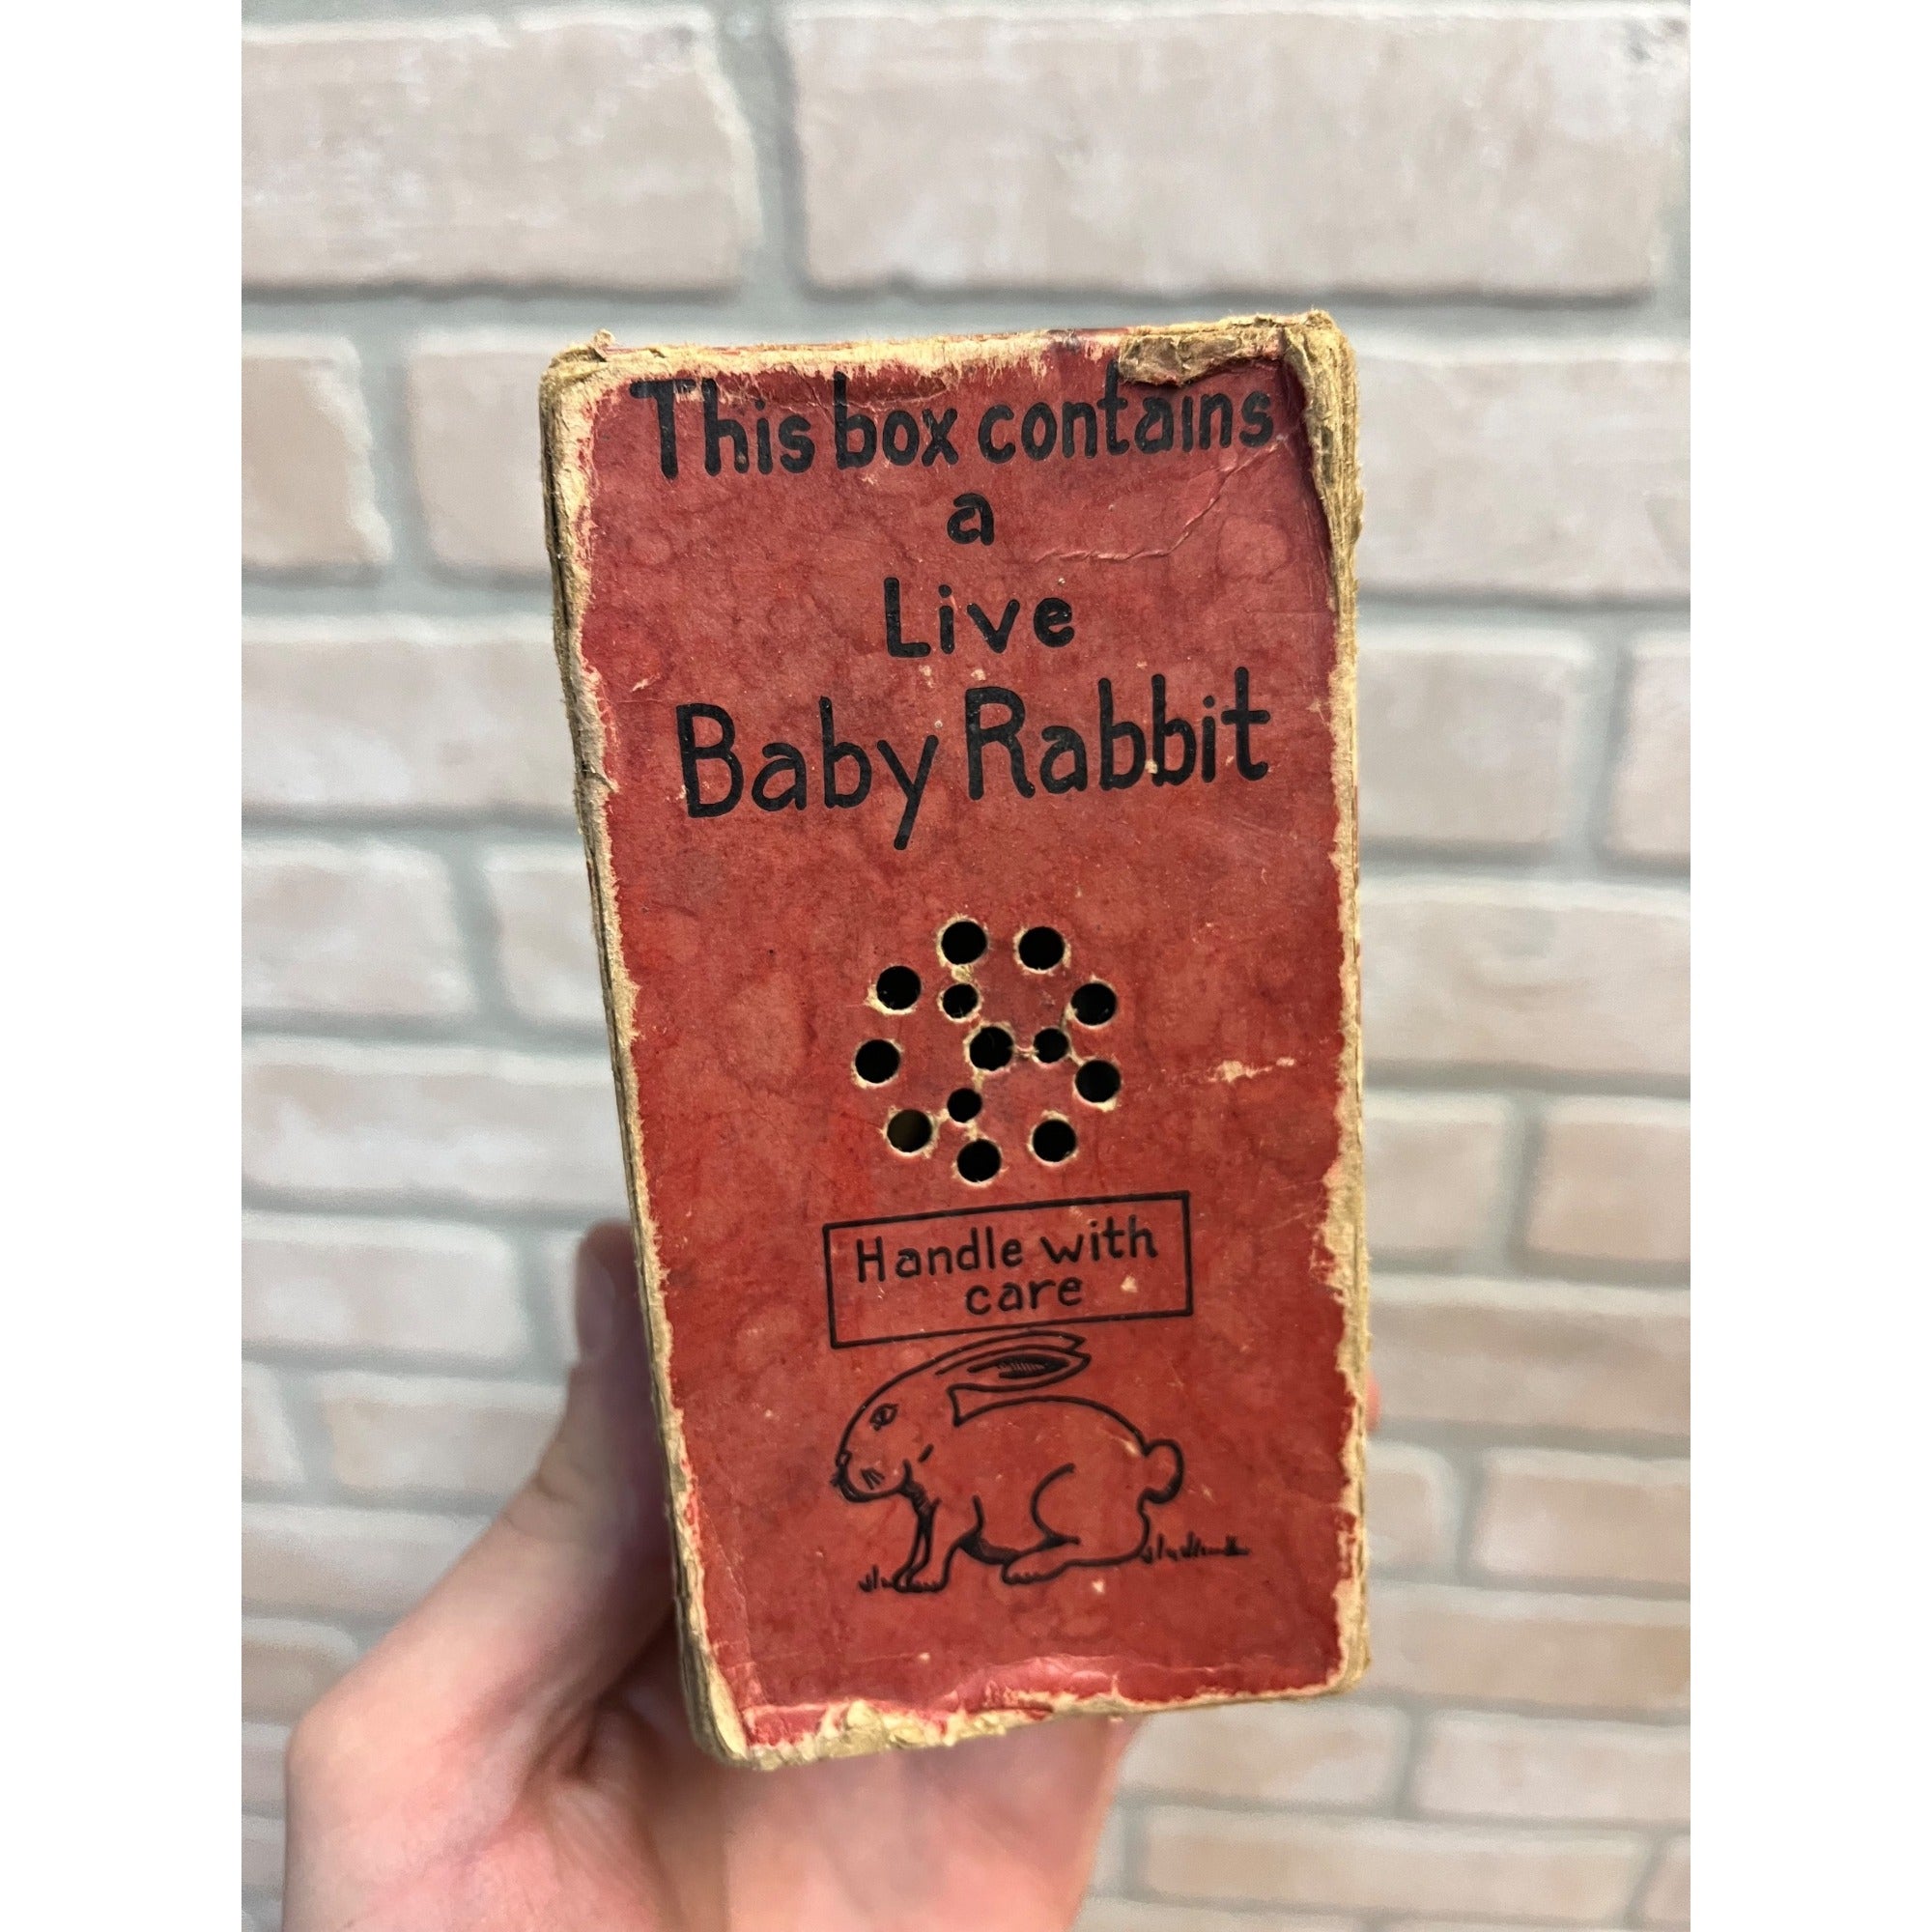 This box contains
a
Live
Baby Rabbit
Handle with
care